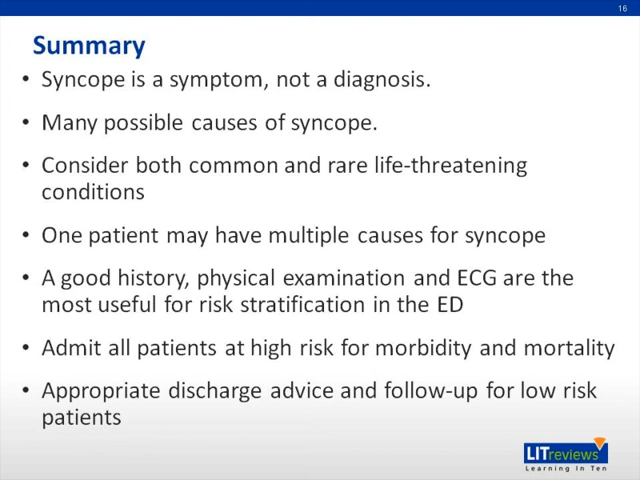 16
Summary
• Syncope is a symptom, not a diagnosis.
• Many possible causes of syncope.
• Consider both common and rare life-threatening
conditions
• One patient may have multiple causes for syncope
• A good history, physical examination and ECG are the
most useful for risk stratification in the ED
• Admit all patients at high risk for morbidity and mortality
• Appropriate discharge advice and follow-up for low risk
patients
LITreviews
Learning In Ten